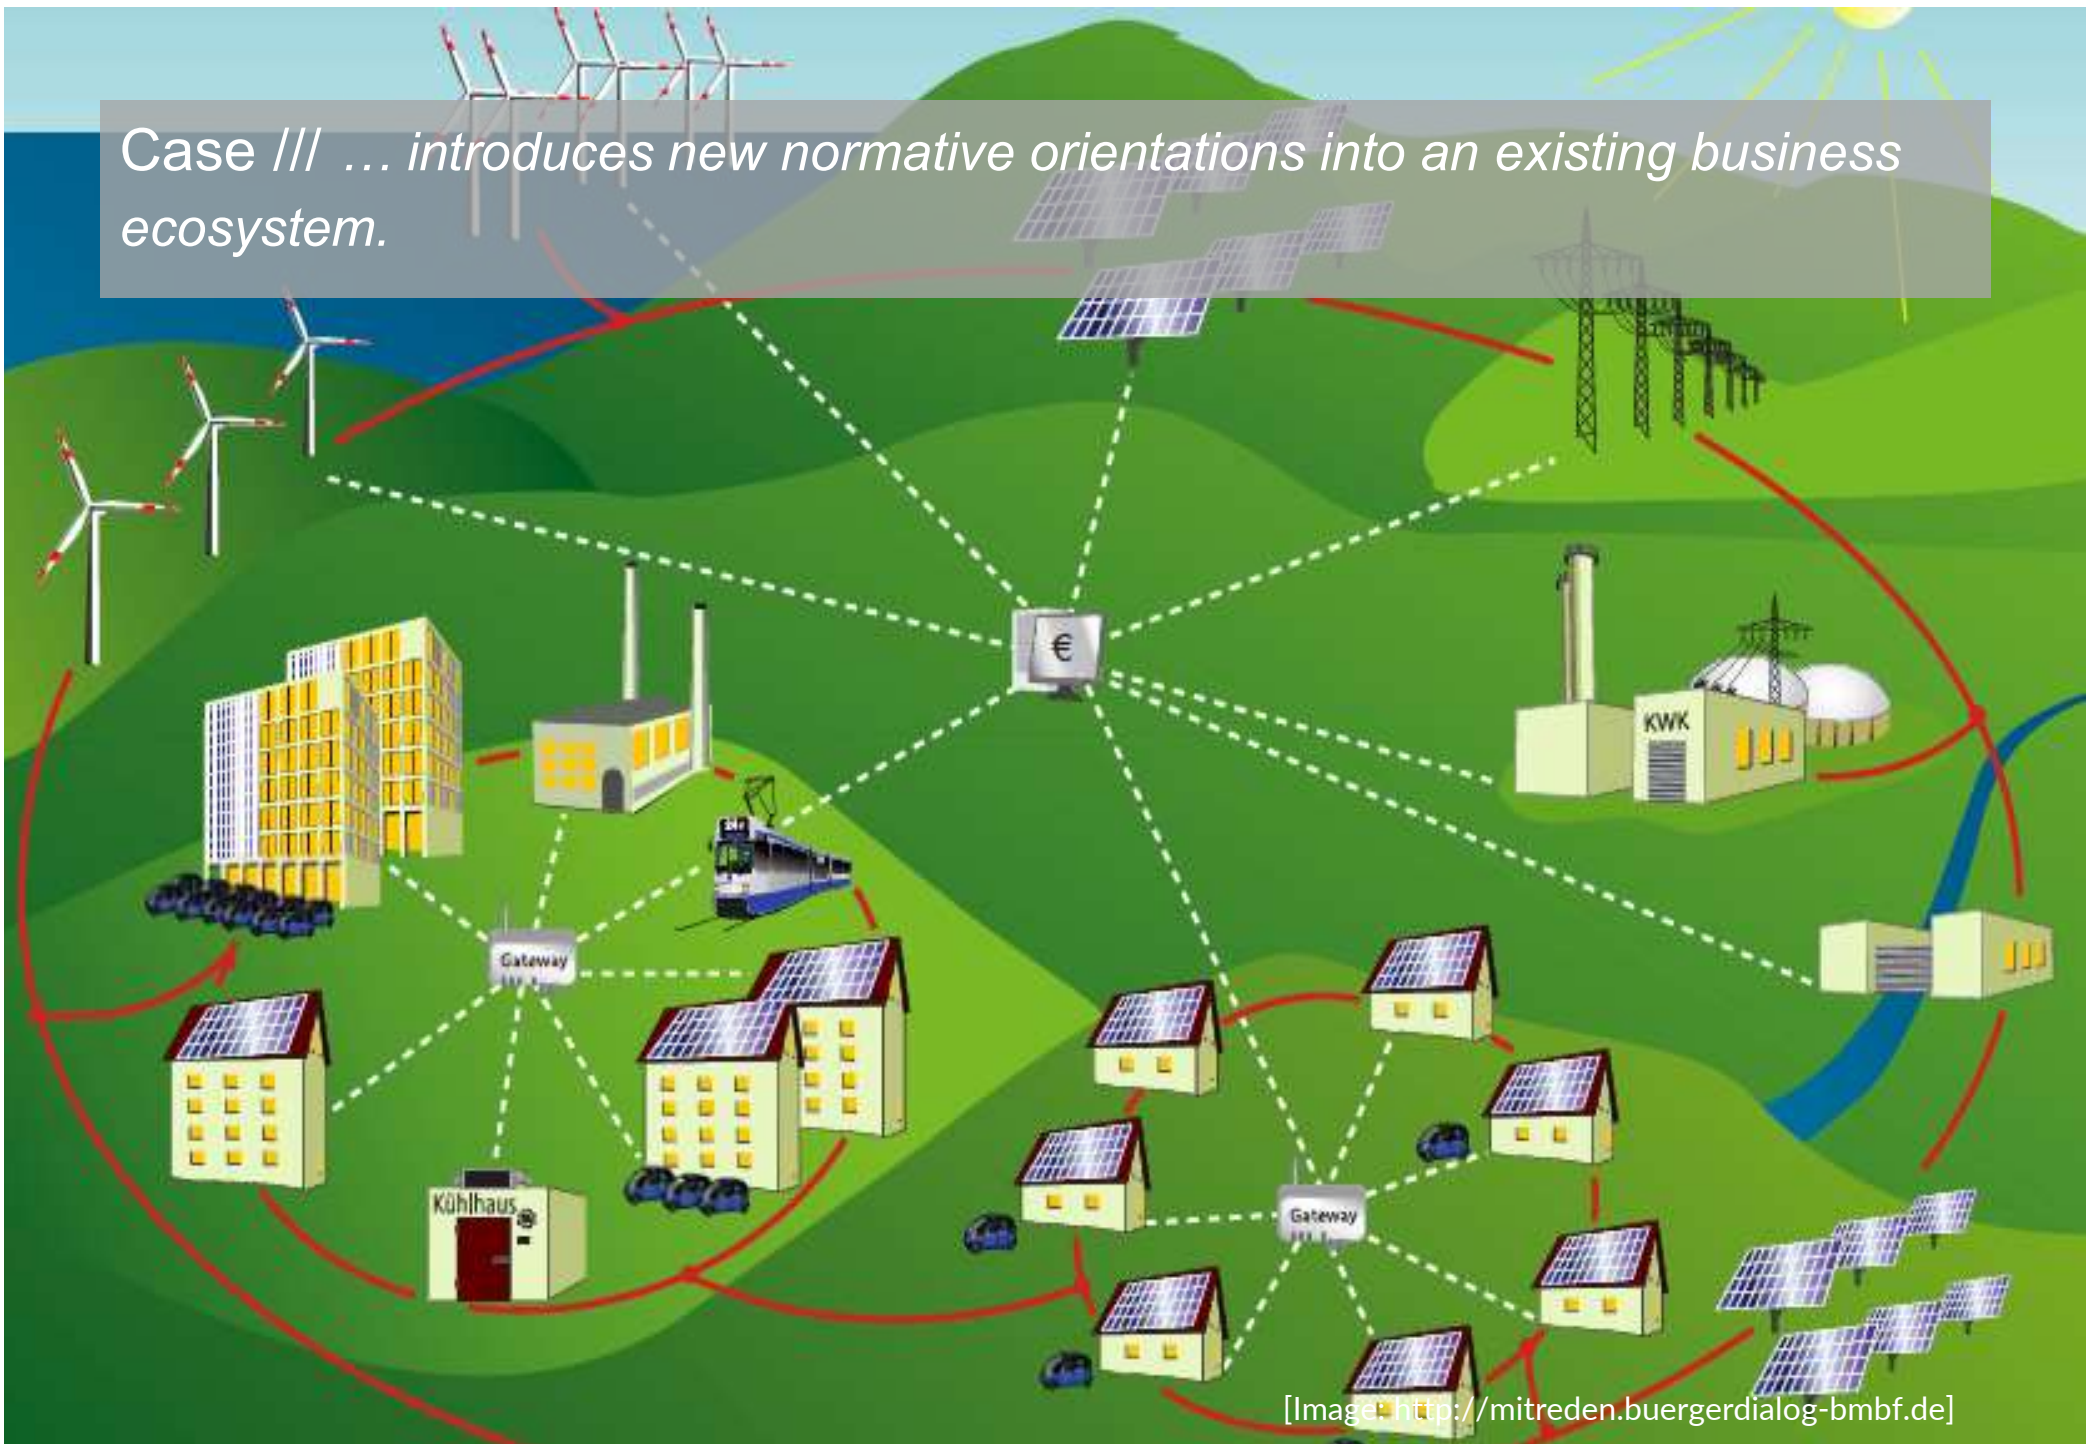 Case /// … introduces new normative orientations into an existing business
ecosystem.
€
KWK
Gateway
Kühlhaus
Gateway
[Image: http://mitreden.buergerdialog-bmbf.de]